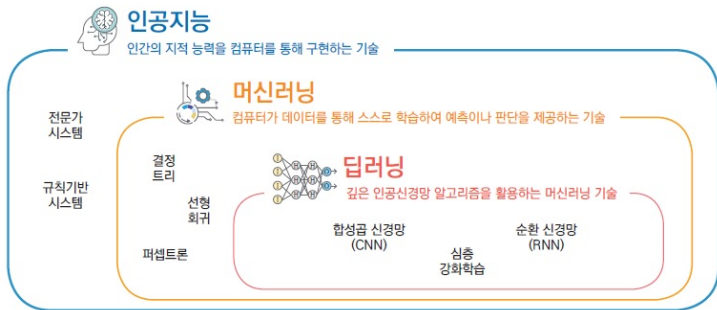 인공지능
인간의 지적 능력을 컴퓨터를 통해 구현하는 기술
머신러닝
컴퓨터가 데이터를 통해 스스로 학습하여 예측이나 판단을 제공하는 기술
전문가
시스템
딥러닝
깊은 인공신경망 알고리즘을 활용하는 머신러닝 기술
결정
트리
규칙기반
시스템
선형
회귀
합성곱 신경망
(CNN)
순환 신경망
(RNN)
퍼셉트론
심층
강화학습